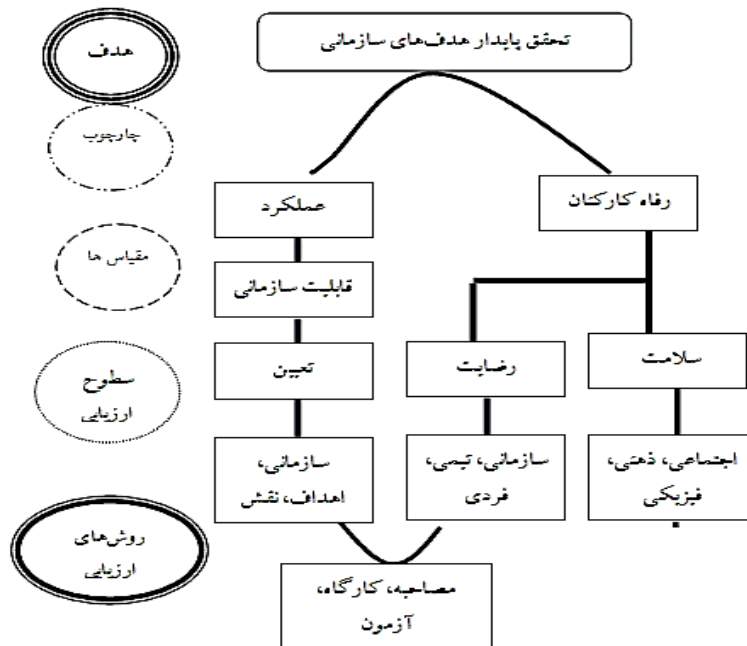 هدف
تحقق پایدار هدف‌های سازمانی
چارچوب
عملکرد
رفاه کارکنان
مقیاس ها
قابلیت سازمانی
سطوح
ارزیابی
تعیین
رضایت
سلامت
سازمانی،
اهداف، نقش
سازمانی، تیمی،
فردی
اجتماعی، ذهنی،
فیزیکی
روش‌های
ارزیابی
مصاحبه، کارگاه،
آزمون